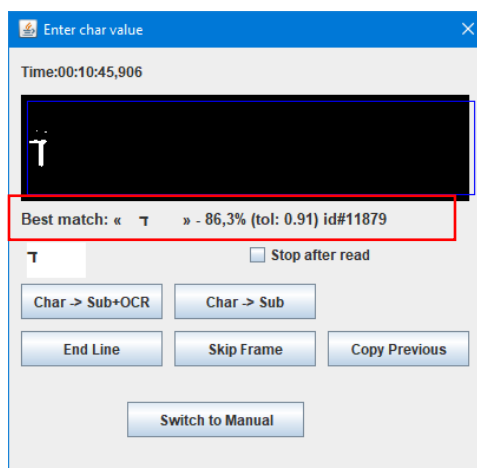 Enter char value
Time:00:10:45,906
ד
Best match: « ד » - 86,3% (tol: 0.91) id#11879
ד Stop after read
Char -> Sub+OCR Char -> Sub
End Line Skip Frame Copy Previous
Switch to Manual